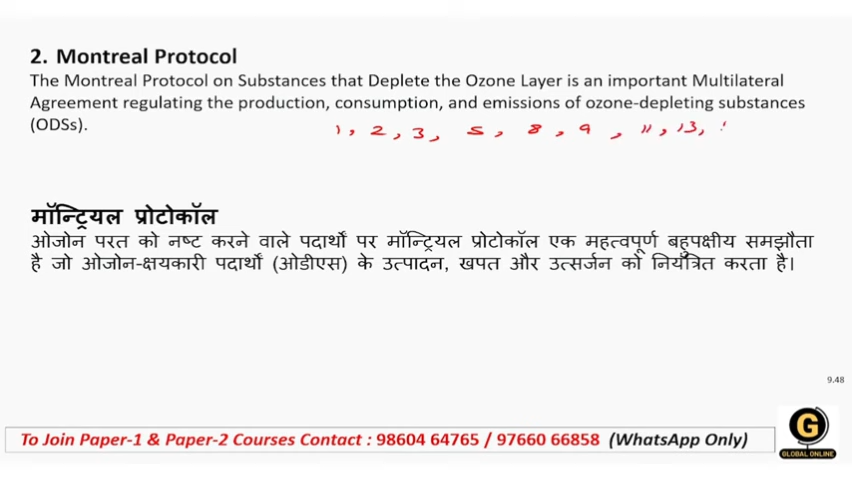 2. Montreal Protocol
The Montreal Protocol on Substances that Deplete the Ozone Layer is an important Multilateral
Agreement regulating the production, consumption, and emissions of ozone-depleting substances
(ODSs).
1, 2, 3, 5, 8, 9, 11, 13,
मॉन्ट्रियल प्रोटोकॉल
ओजोन परत को नष्ट करने वाले पदार्थों पर मॉन्ट्रियल प्रोटोकॉल एक महत्वपूर्ण बहुपक्षीय समझौता
है जो ओजोन-क्षयकारी पदार्थों (ओडीएस) के उत्पादन, खपत और उत्सर्जन को नियंत्रित करता है।
9.48
To Join Paper-1 & Paper-2 Courses Contact : 98604 64765 / 97660 66858 (WhatsApp Only)
G
GLOBAL ONLINE